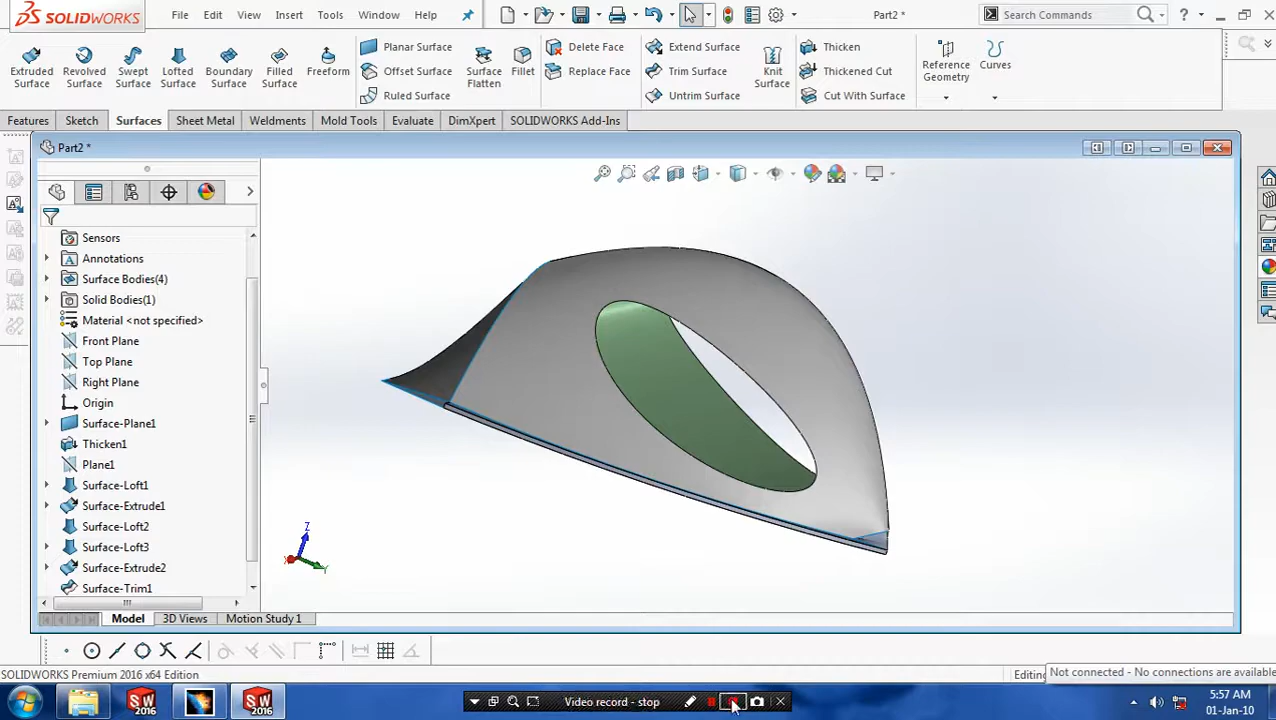 SOLIDWORKS
File Edit View Insert Tools Window Help Part2 * Search Commands
Extruded Surface
Revolved Surface
Swept Surface
Lofted Surface
Boundary Surface
Filled Surface
Freeform
Planar Surface
Offset Surface
Ruled Surface
Surface Flatten
Fillet
Delete Face
Replace Face
Extend Surface
Trim Surface
Untrim Surface
Knit Surface
Thicken
Thickened Cut
Cut With Surface
Reference Geometry
Curves
Features Sketch Surfaces Sheet Metal Weldments Mold Tools Evaluate DimXpert SOLIDWORKS Add-Ins
Part2 *
Sensors
Annotations
Surface Bodies(4)
Solid Bodies(1)
Material <not specified>
Front Plane
Top Plane
Right Plane
Origin
Surface-Plane1
Thicken1
Plane1
Surface-Loft1
Surface-Extrude1
Surface-Loft2
Surface-Loft3
Surface-Extrude2
Surface-Trim1
Z
X
Y
Model 3D Views Motion Study 1
SOLIDWORKS Premium 2016 x64 Edition
Editing
Not connected - No connections are available
SW 2016
SW 2016
Video record - stop
5:57 AM
01-Jan-10